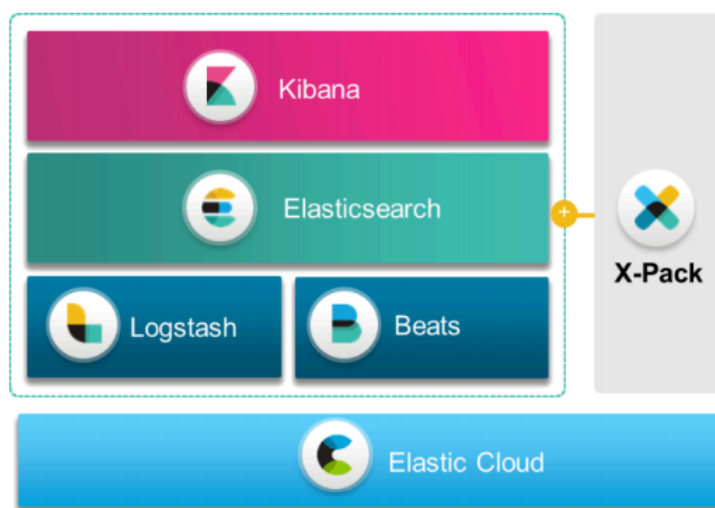 Kibana
Elasticsearch
+
X-Pack
Logstash
Beats
Elastic Cloud